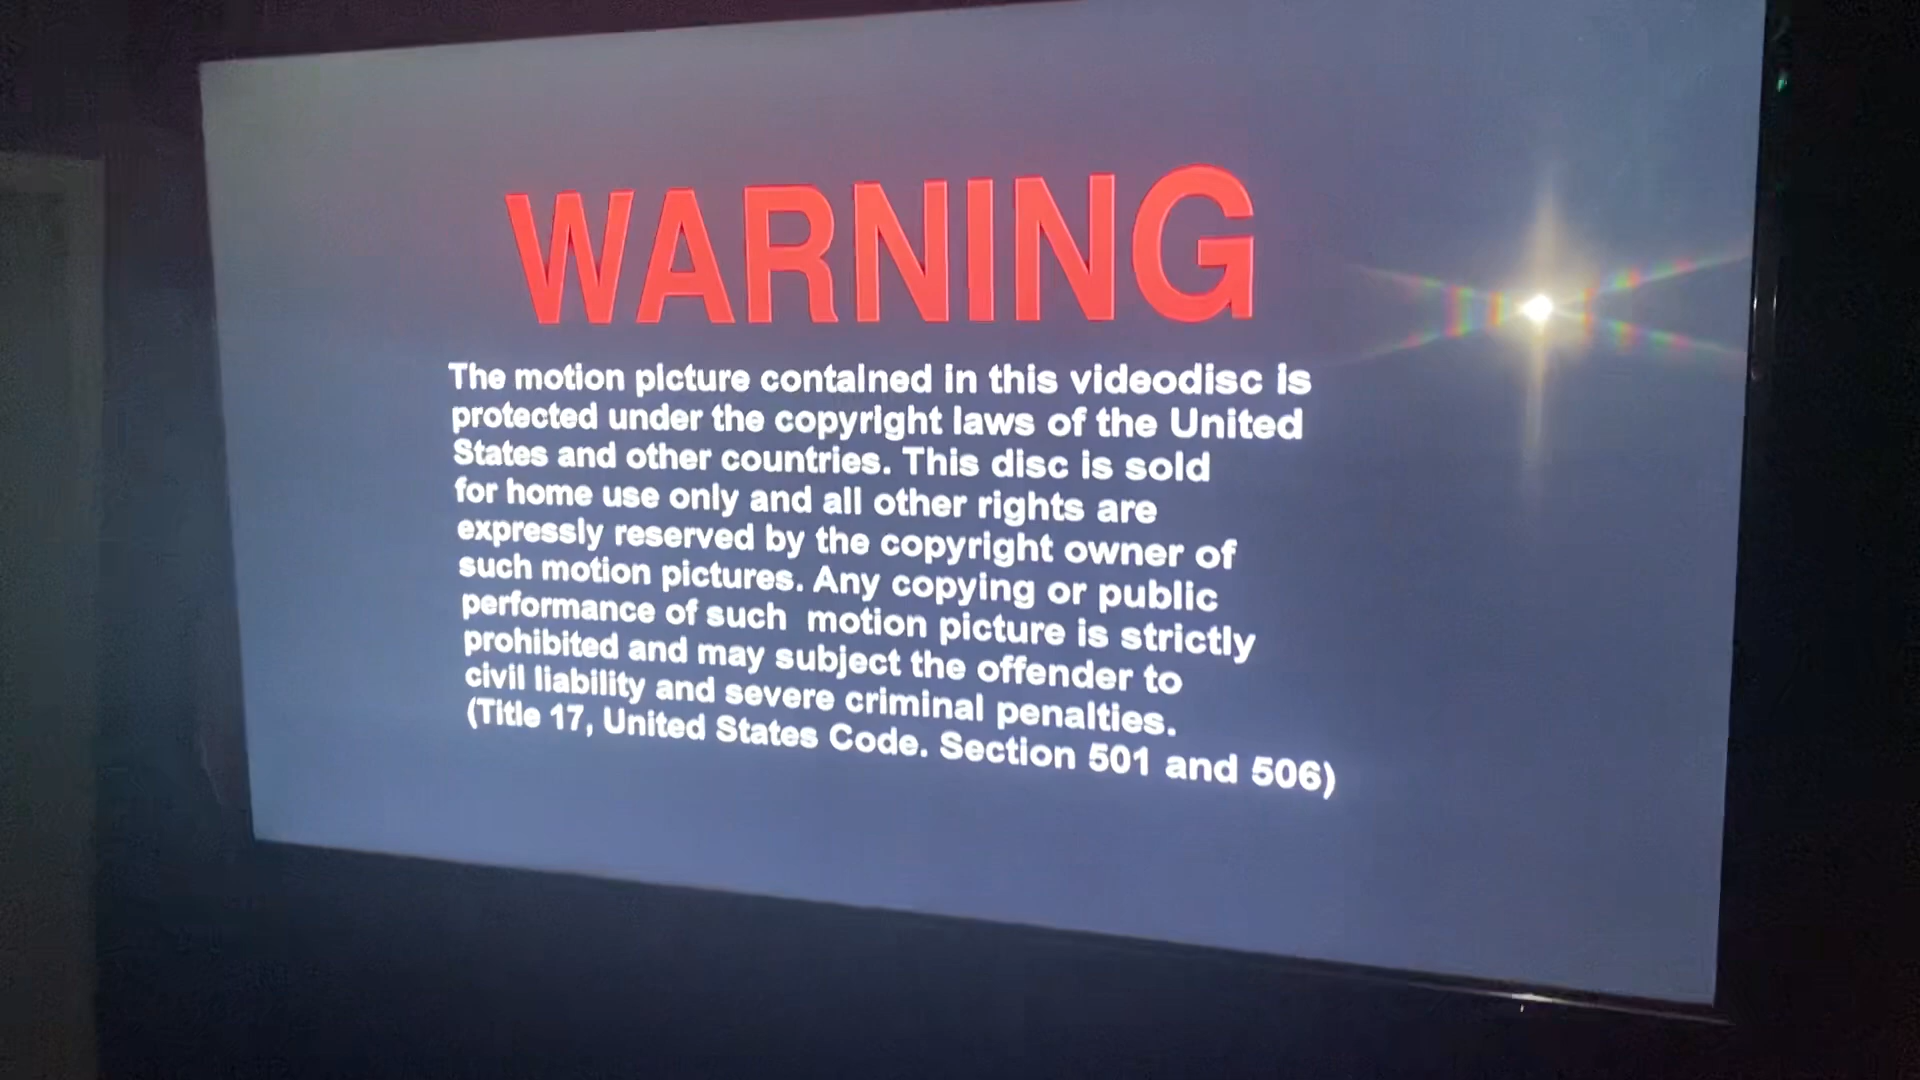 WARNING
The motion picture contained in this videodisc is
protected under the copyright laws of the United
States and other countries. This disc is sold
for home use only and all other rights are
expressly reserved by the copyright owner of
such motion pictures. Any copying or public
performance of such motion picture is strictly
prohibited and may subject the offender to
civil liability and severe criminal penalties.
(Title 17, United States Code. Section 501 and 506)